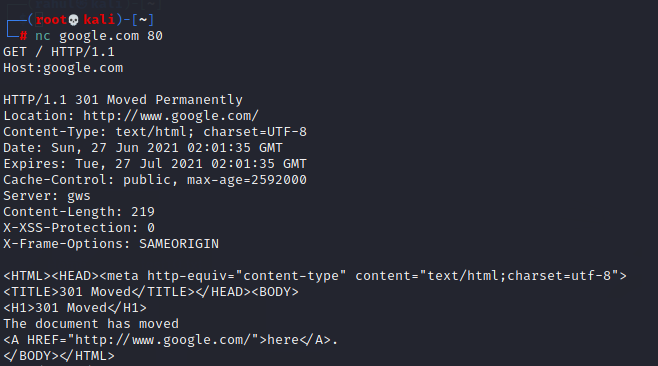 ┌──(root💀kali)-[~]
└─# nc google.com 80
GET / HTTP/1.1
Host:google.com

HTTP/1.1 301 Moved Permanently
Location: http://www.google.com/
Content-Type: text/html; charset=UTF-8
Date: Sun, 27 Jun 2021 02:01:35 GMT
Expires: Tue, 27 Jul 2021 02:01:35 GMT
Cache-Control: public, max-age=2592000
Server: gws
Content-Length: 219
X-XSS-Protection: 0
X-Frame-Options: SAMEORIGIN

<HTML><HEAD><meta http-equiv="content-type" content="text/html;charset=utf-8">
<TITLE>301 Moved</TITLE></HEAD><BODY>
<H1>301 Moved</H1>
The document has moved
<A HREF="http://www.google.com/">here</A>.
</BODY></HTML>